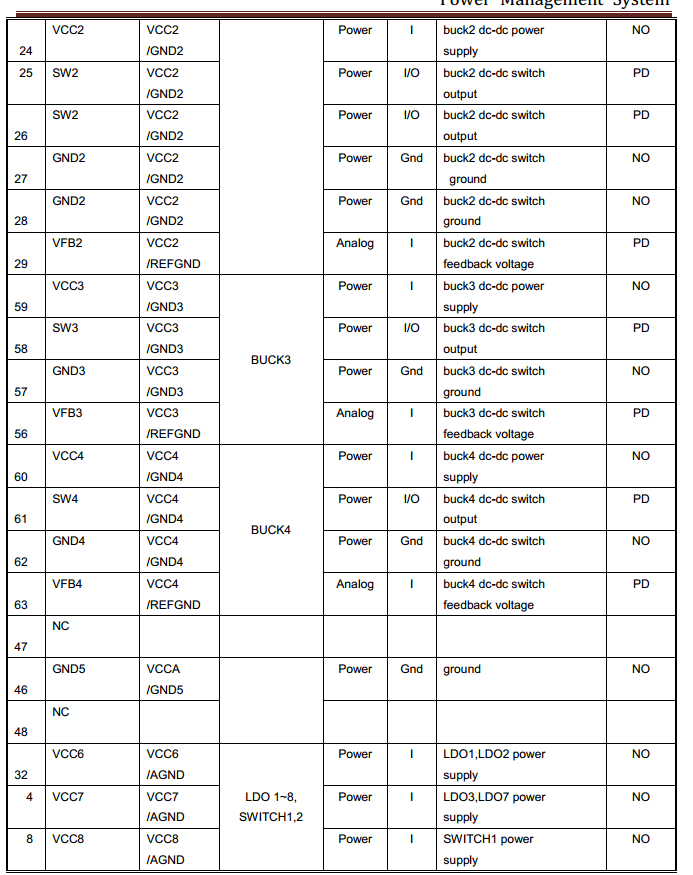 Power Management System
VCC2 VCC2 Power I buck2 dc-dc power NO
24 /GND2 supply
25 SW2 VCC2 Power I/O buck2 dc-dc switch PD
/GND2 output
SW2 VCC2 Power I/O buck2 dc-dc switch PD
26 /GND2 output
GND2 VCC2 Power Gnd buck2 dc-dc switch NO
27 /GND2 ground
GND2 VCC2 Power Gnd buck2 dc-dc switch NO
28 /GND2 ground
VFB2 VCC2 Analog I buck2 dc-dc switch PD
29 /REFGND feedback voltage
VCC3 VCC3 Power I buck3 dc-dc power NO
59 /GND3 supply
SW3 VCC3 Power I/O buck3 dc-dc switch PD
58 /GND3 output
BUCK3
GND3 VCC3 Power Gnd buck3 dc-dc switch NO
57 /GND3 ground
VFB3 VCC3 Analog I buck3 dc-dc switch PD
56 /REFGND feedback voltage
VCC4 VCC4 Power I buck4 dc-dc power NO
60 /GND4 supply
SW4 VCC4 Power I/O buck4 dc-dc switch PD
61 /GND4 output
BUCK4
GND4 VCC4 Power Gnd buck4 dc-dc switch NO
62 /GND4 ground
VFB4 VCC4 Analog I buck4 dc-dc switch PD
63 /REFGND feedback voltage
NC
47
GND5 VCCA Power Gnd ground NO
46 /GND5
NC
48
VCC6 VCC6 Power I LDO1,LDO2 power NO
32 /AGND supply
4 VCC7 VCC7 LDO 1~8, Power I LDO3,LDO7 power NO
/AGND SWITCH1,2 supply
8 VCC8 VCC8 Power I SWITCH1 power NO
/AGND supply